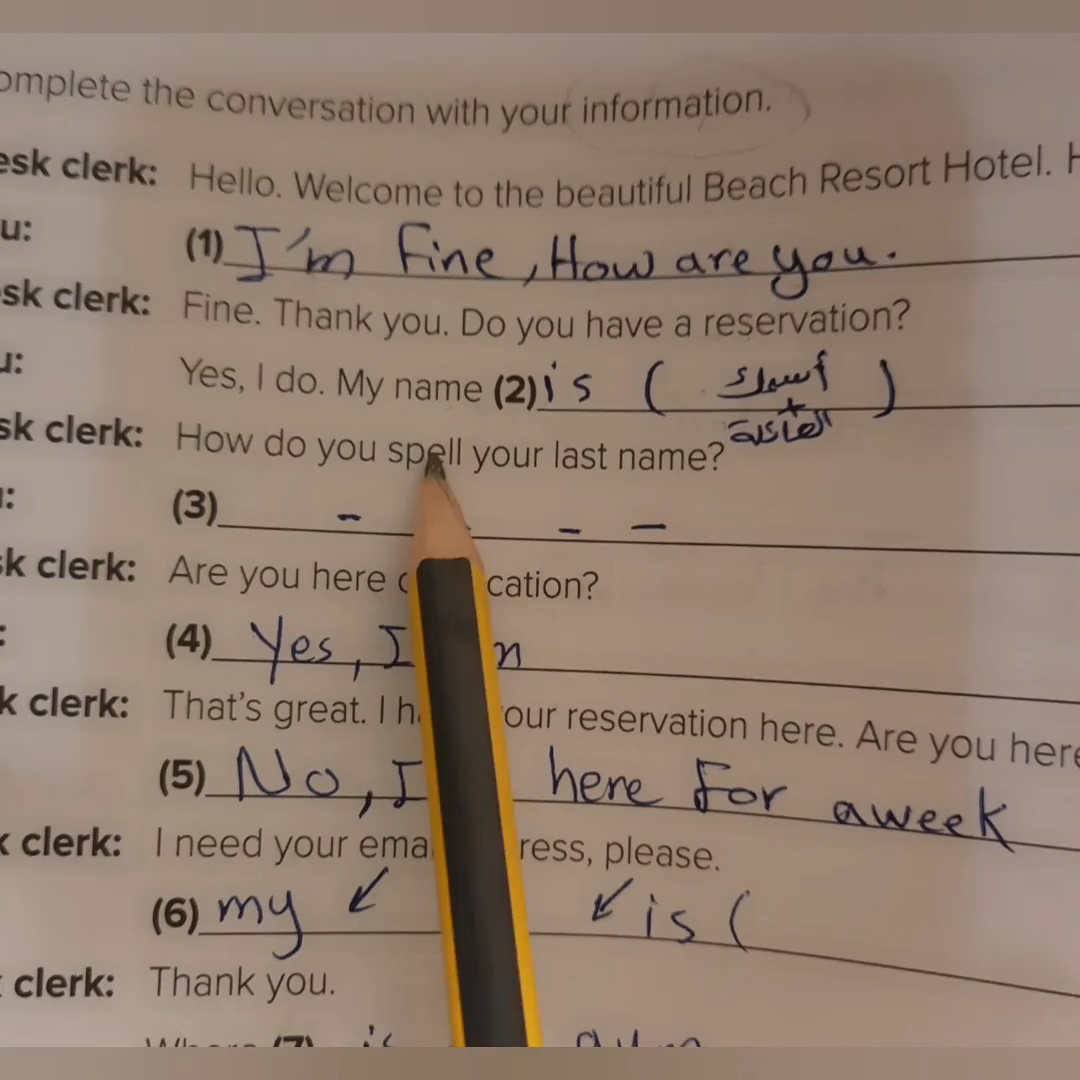 omplete the conversation with your information.
esk clerk: Hello. Welcome to the beautiful Beach Resort Hotel. H
u: (1) I'm Fine, How are you.
sk clerk: Fine. Thank you. Do you have a reservation?
u: Yes, I do. My name (2) is ( أسمك + العائلة )
sk clerk: How do you spell your last name?
: (3) - - -
sk clerk: Are you here cation?
: (4) Yes, I
k clerk: That's great. I h our reservation here. Are you here
(5) No, I here For aweek
k clerk: I need your ema ress, please.
(6) my ↙ ↙ is (
clerk: Thank you.
(7) is